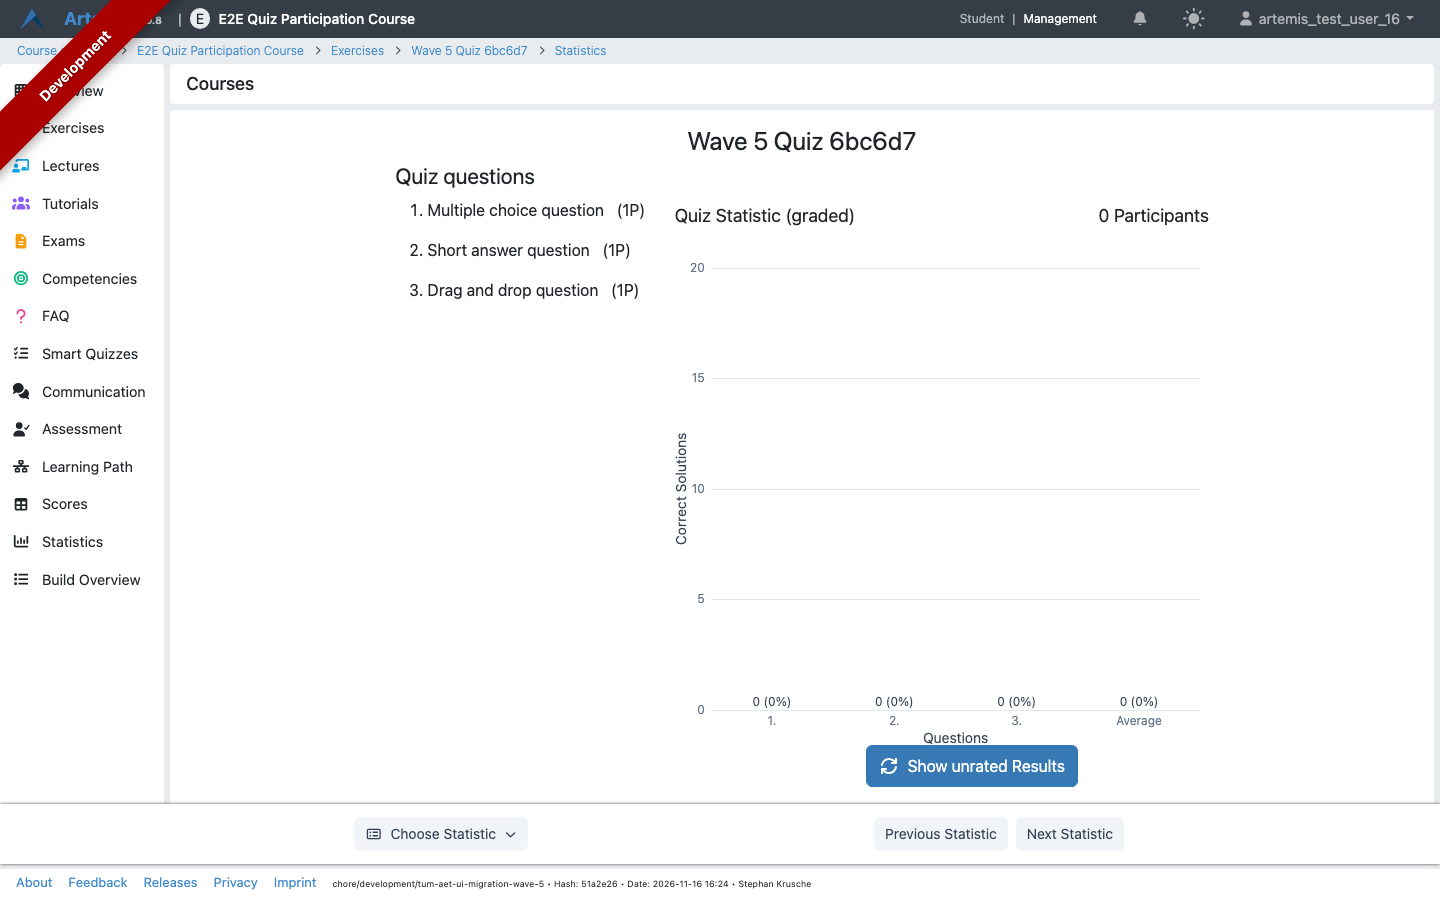 E E2E Quiz Participation Course
Student | Management
artemis_test_user_16
Development
Course
E2E Quiz Participation Course
Exercises
Wave 5 Quiz 6bc6d7
Statistics
Exercises
Lectures
Tutorials
Exams
Competencies
FAQ
Smart Quizzes
Communication
Assessment
Learning Path
Scores
Statistics
Build Overview
Courses
Wave 5 Quiz 6bc6d7
Quiz questions
1. Multiple choice question (1P)
2. Short answer question (1P)
3. Drag and drop question (1P)
Quiz Statistic (graded)
0 Participants
20
15
10
5
0
Correct Solutions
0 (0%) 0 (0%) 0 (0%) 0 (0%)
1. 2. 3. Average
Questions
Show unrated Results
Choose Statistic
Previous Statistic
Next Statistic
About Feedback Releases Privacy Imprint
chore/development/tum-aet-ui-migration-wave-5 • Hash: 51a2e26 • Date: 2026-11-16 16:24 • Stephan Krusche